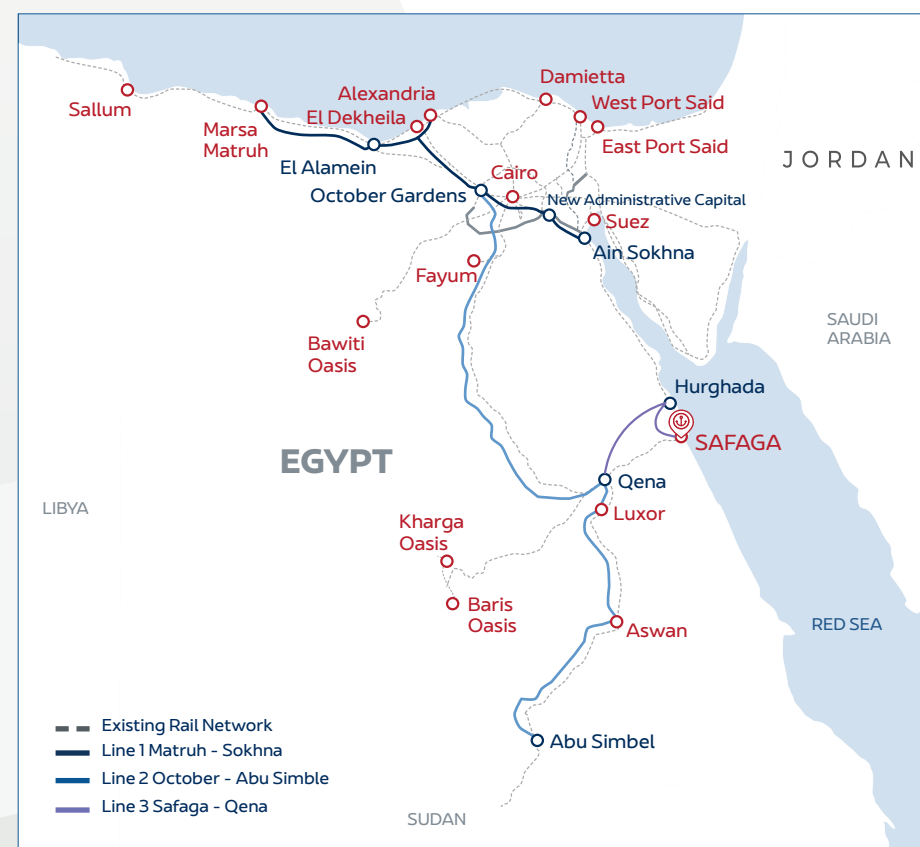 Damietta
Sallum
Alexandria
West Port Said
El Dekheila
Marsa
Matruh
East Port Said
JORDAN
El Alamein
Cairo
October Gardens
New Administrative Capital
Suez
Ain Sokhna
Fayum
SAUDI
ARABIA
Bawiti
Oasis
Hurghada
SAFAGA
EGYPT
Qena
LIBYA
Luxor
Kharga
Oasis
Baris
Oasis
RED SEA
Aswan
Abu Simbel
Existing Rail Network
Line 1 Matruh - Sokhna
Line 2 October - Abu Simble
Line 3 Safaga - Qena
SUDAN